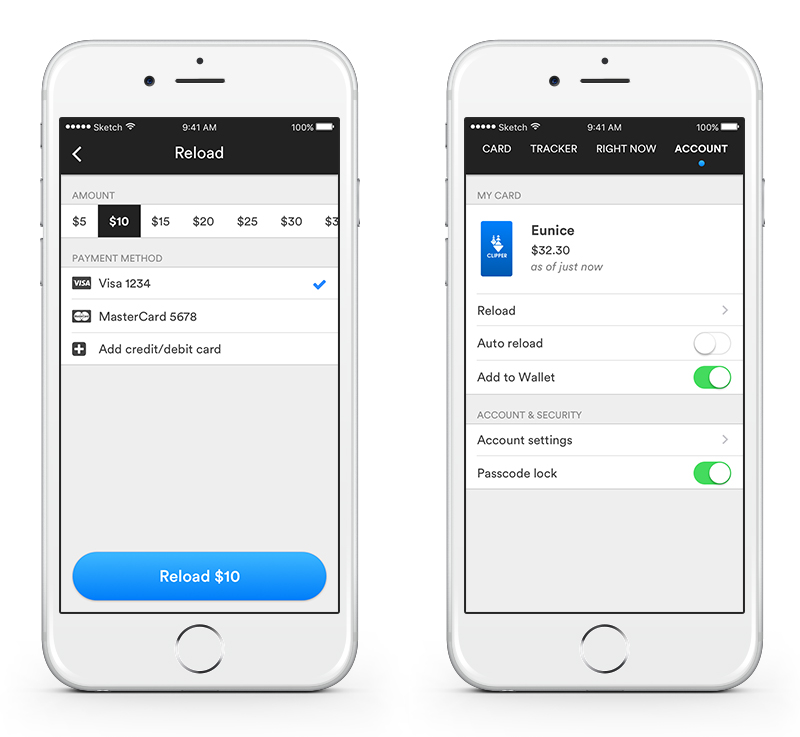 Sketch 9:41 AM 100%
Reload
AMOUNT
$5 $10 $15 $20 $25 $30 $3
PAYMENT METHOD
VISA Visa 1234
MasterCard 5678
Add credit/debit card
Reload $10
Sketch 9:41 AM 100%
CARD TRACKER RIGHT NOW ACCOUNT
MY CARD
Eunice
$32.30
CLIPPER
as of just now
Reload
Auto reload
Add to Wallet
ACCOUNT & SECURITY
Account settings
Passcode lock